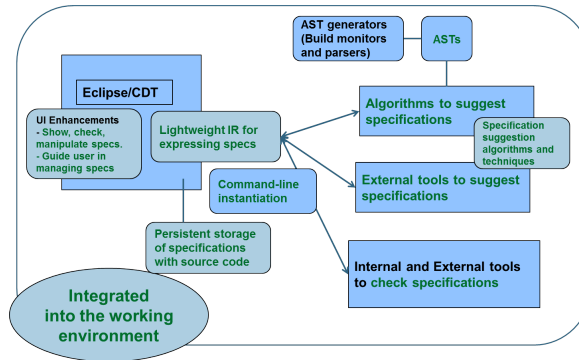 AST generators
(Build monitors
and parsers)
ASTs
Eclipse/CDT
UI Enhancements
- Show, check,
manipulate specs.
- Guide user in
managing specs
Lightweight IR for
expressing specs
Algorithms to suggest
specifications
Specification
suggestion
algorithms and
techniques
Command-line
instantiation
External tools to suggest
specifications
Persistent storage
of specifications
with source code
Internal and External tools
to check specifications
Integrated
into the working
environment